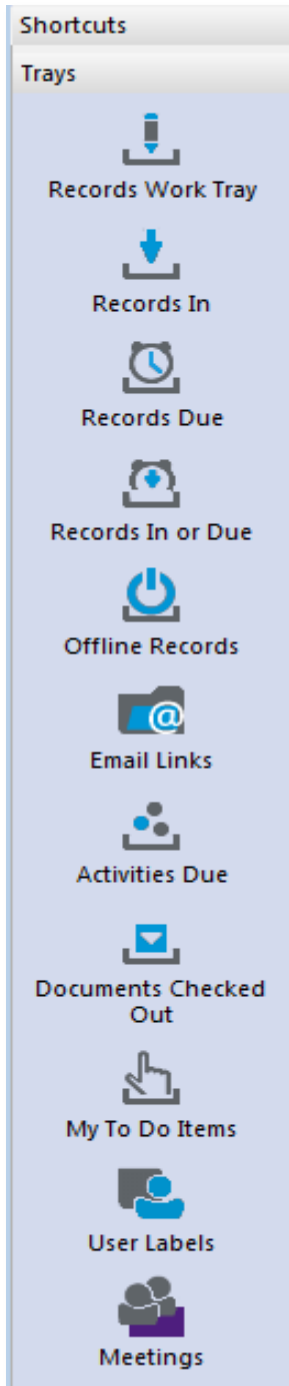 Shortcuts
Trays
Records Work Tray
Records In
Records Due
Records In or Due
Offline Records
@
Email Links
Activities Due
Documents Checked
Out
My To Do Items
User Labels
Meetings